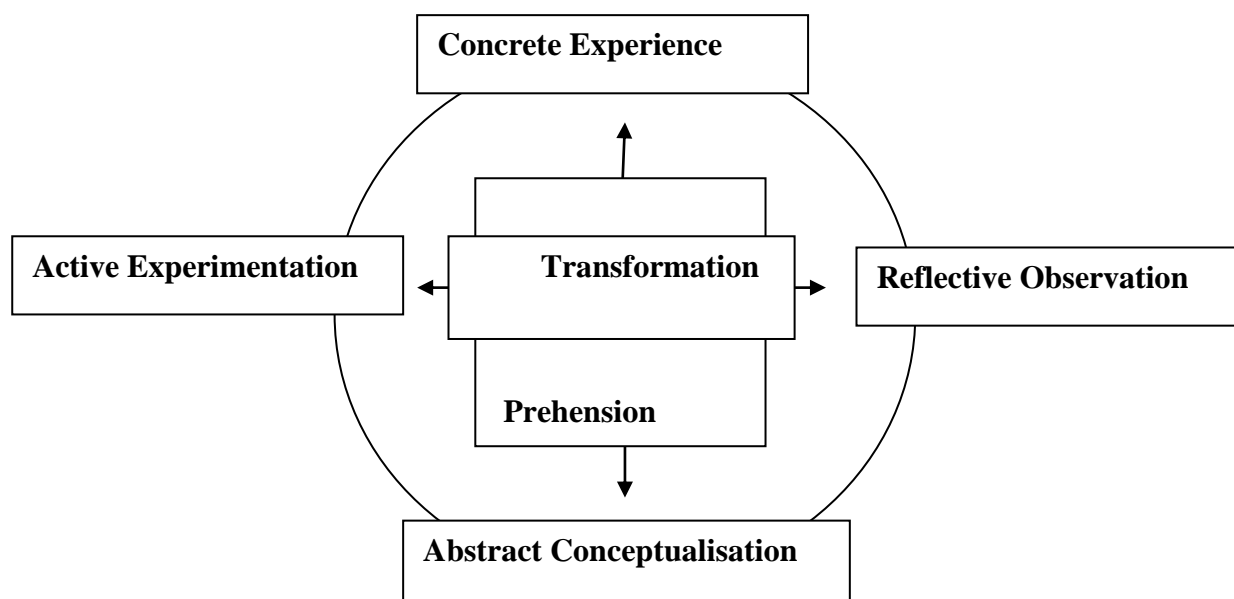 Concrete Experience
Active Experimentation
Transformation
Reflective Observation
Prehension
Abstract Conceptualisation